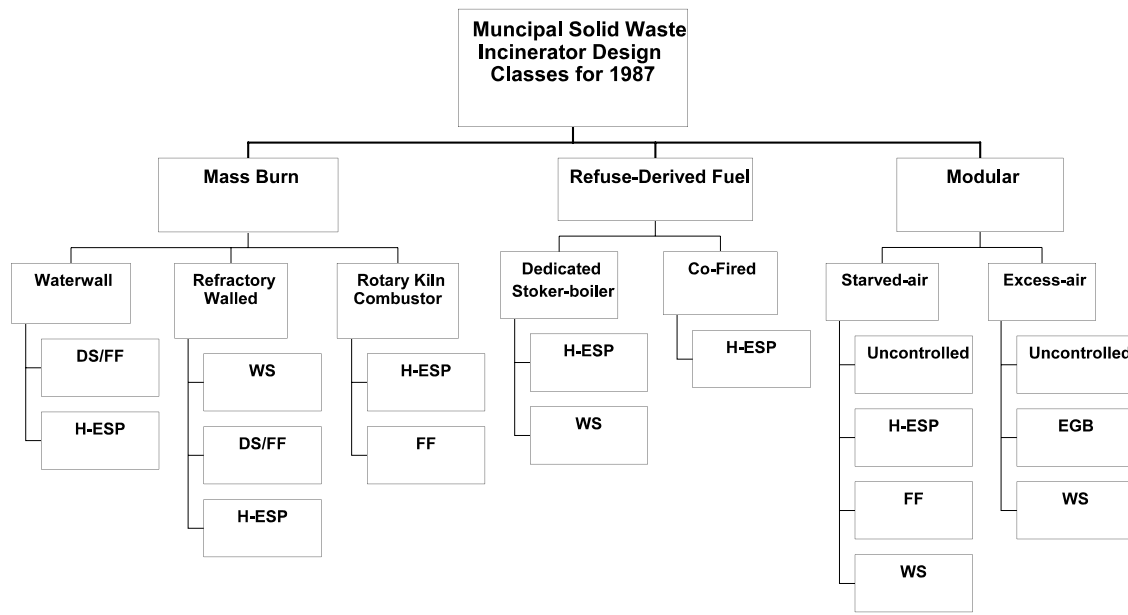 Muncipal Solid Waste
Incinerator Design
Classes for 1987
Mass Burn
Refuse-Derived Fuel
Modular
Waterwall
Refractory
Walled
Rotary Kiln
Combustor
Dedicated
Stoker-boiler
Co-Fired
Starved-air
Excess-air
DS/FF
H-ESP
WS
DS/FF
H-ESP
H-ESP
FF
H-ESP
WS
H-ESP
Uncontrolled
H-ESP
FF
WS
Uncontrolled
EGB
WS